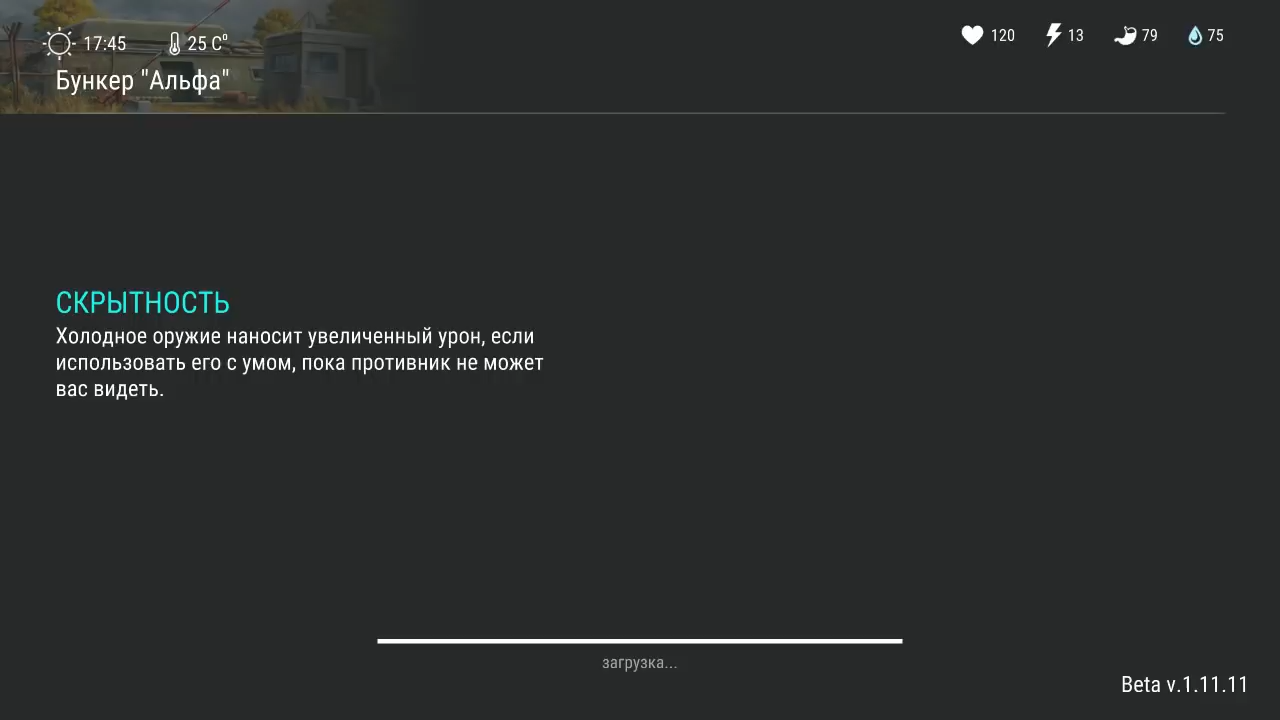 17:45 25 Cº 120 13 79 75
Бункер "Альфа"
СКРЫТНОСТЬ
Холодное оружие наносит увеличенный урон, если
использовать его с умом, пока противник не может
вас видеть.
загрузка...
Beta v.1.11.11